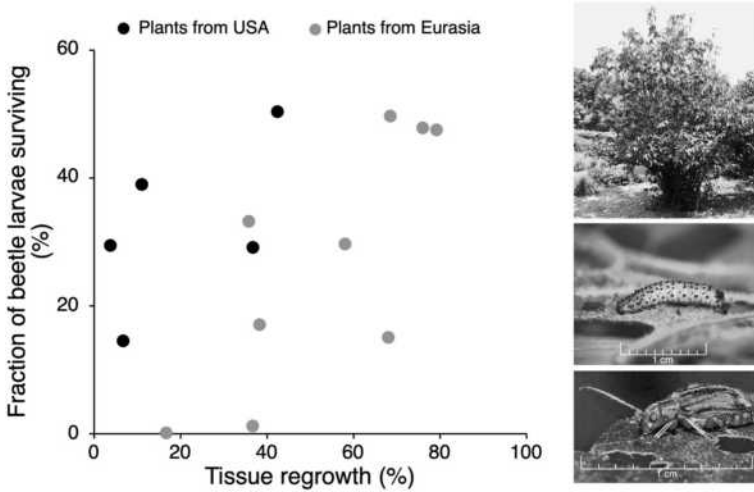 Plants from USA
Plants from Eurasia
Fraction of beetle larvae surviving
(%)
60
40
20
0
0
20
40
60
80
100
Tissue regrowth (%)
1 cm
1 cm